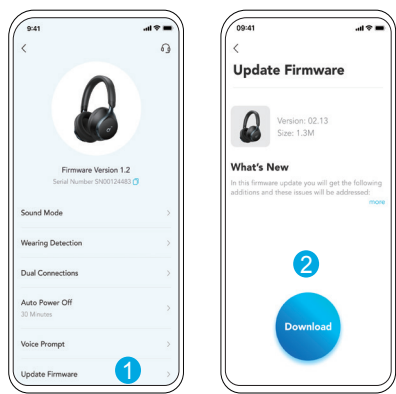 9:41
Firmware Version 1.2
Serial Number SN00124483
Sound Mode
Wearing Detection
Dual Connections
Auto Power Off
30 Minutes
Voice Prompt
Update Firmware
1
09:41
Update Firmware
Version: 02.13
Size: 1.3M
What's New
In this firmware update you will get the following
additions and these issues will be addressed:
more
2
Download